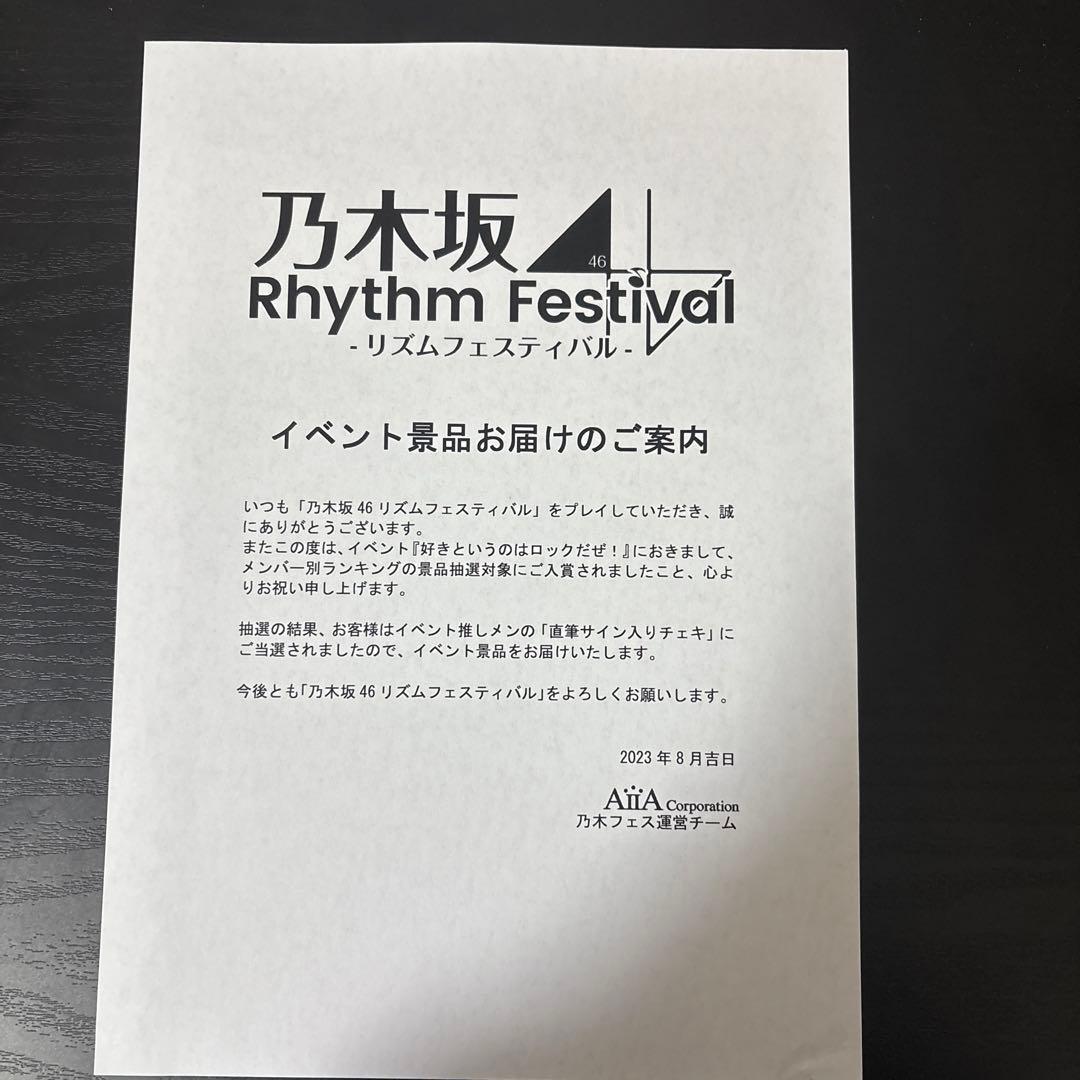 乃木坂46
Rhythm Festival
- リズムフェスティバル -
イベント景品お届けのご案内
いつも「乃木坂 46 リズムフェスティバル」をプレイしていただき、誠
にありがとうございます。
またこの度は、イベント『好きというのはロックだぜ！』におきまして、
メンバー別ランキングの景品抽選対象にご入賞されましたこと、心よ
りお祝い申し上げます。
抽選の結果、お客様はイベント推しメンの「直筆サイン入りチェキ」に
ご当選されましたので、イベント景品をお届けいたします。
今後とも「乃木坂 46 リズムフェスティバル」をよろしくお願いします。
2023 年 8 月吉日
AiiA Corporation
乃木フェス運営チーム